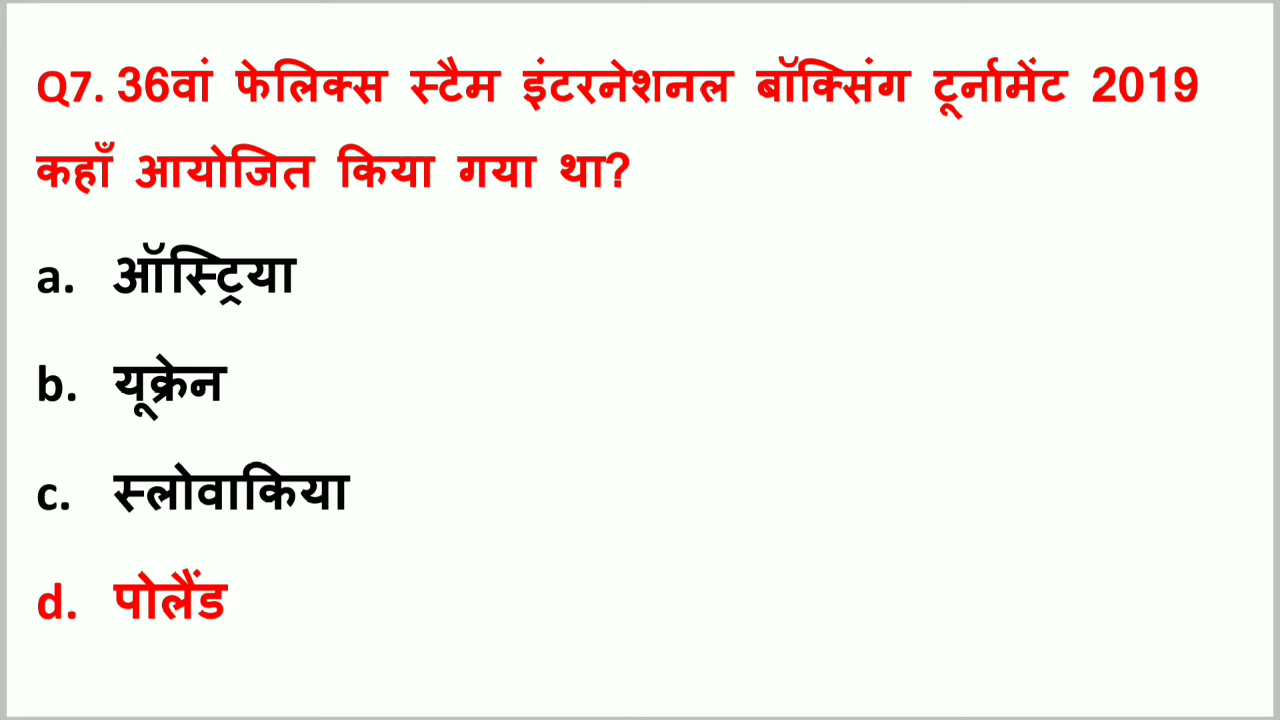 Q7. 36वां फेलिक्स स्टैम इंटरनेशनल बॉक्सिंग टूर्नामेंट 2019
कहाँ आयोजित किया गया था?
a. ऑस्ट्रिया
b. यूक्रेन
c. स्लोवाकिया
d. पोलैंड